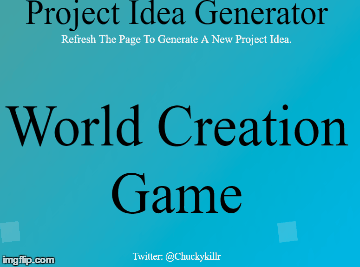 Project Idea Generator
Refresh The Page To Generate A New Project Idea.
World Creation
Game
Twitter: @Chuckykillr
imgflip.com